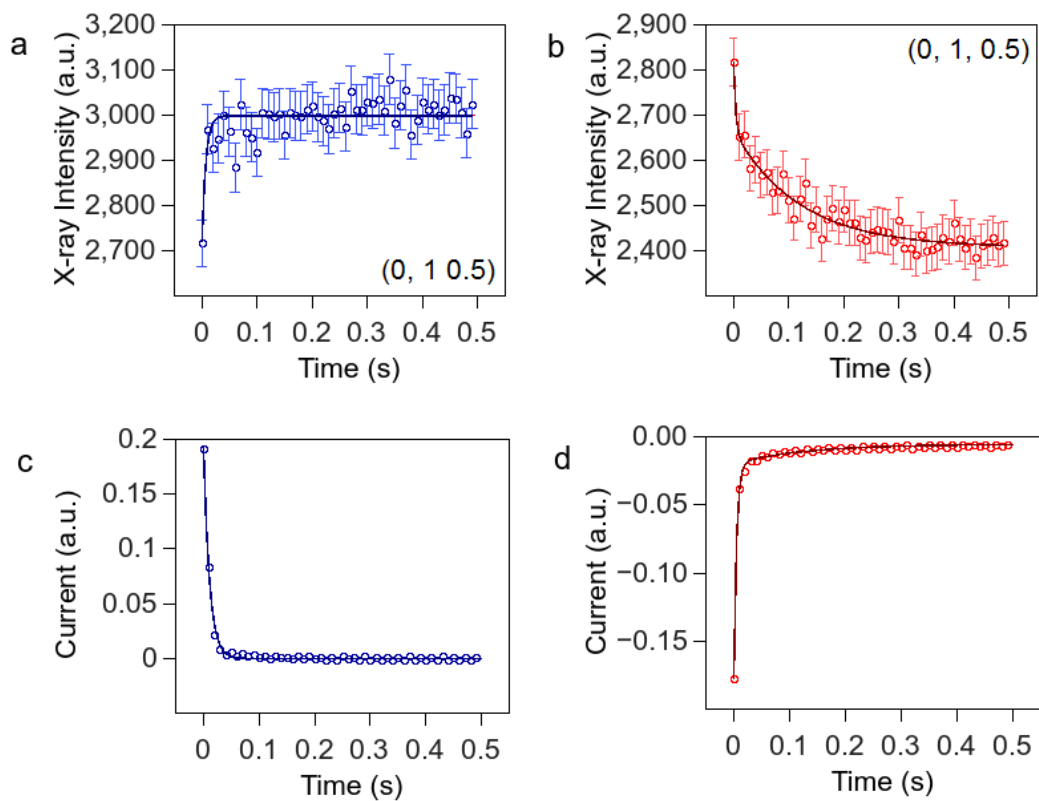 a
X-ray Intensity (a.u.)
3,200
3,100
3,000
2,900
2,800
2,700
(0, 1 0.5)
0 0.1 0.2 0.3 0.4 0.5
Time (s)
b
X-ray Intensity (a.u.)
2,900
2,800
2,700
2,600
2,500
2,400
(0, 1, 0.5)
0 0.1 0.2 0.3 0.4 0.5
Time (s)
c
Current (a.u.)
0.2
0.15
0.1
0.05
0
0 0.1 0.2 0.3 0.4 0.5
Time (s)
d
Current (a.u.)
0.00
−0.05
−0.10
−0.15
0 0.1 0.2 0.3 0.4 0.5
Time (s)